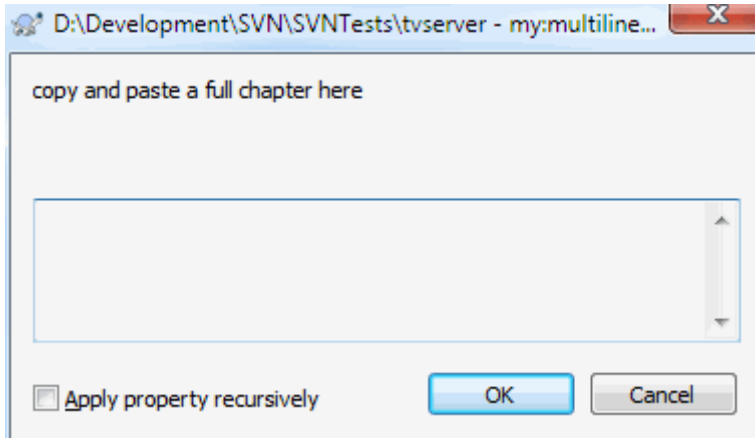 D:\Development\SVN\SVNTests\tvserver - my:multiline...
copy and paste a full chapter here
Apply property recursively
OK
Cancel